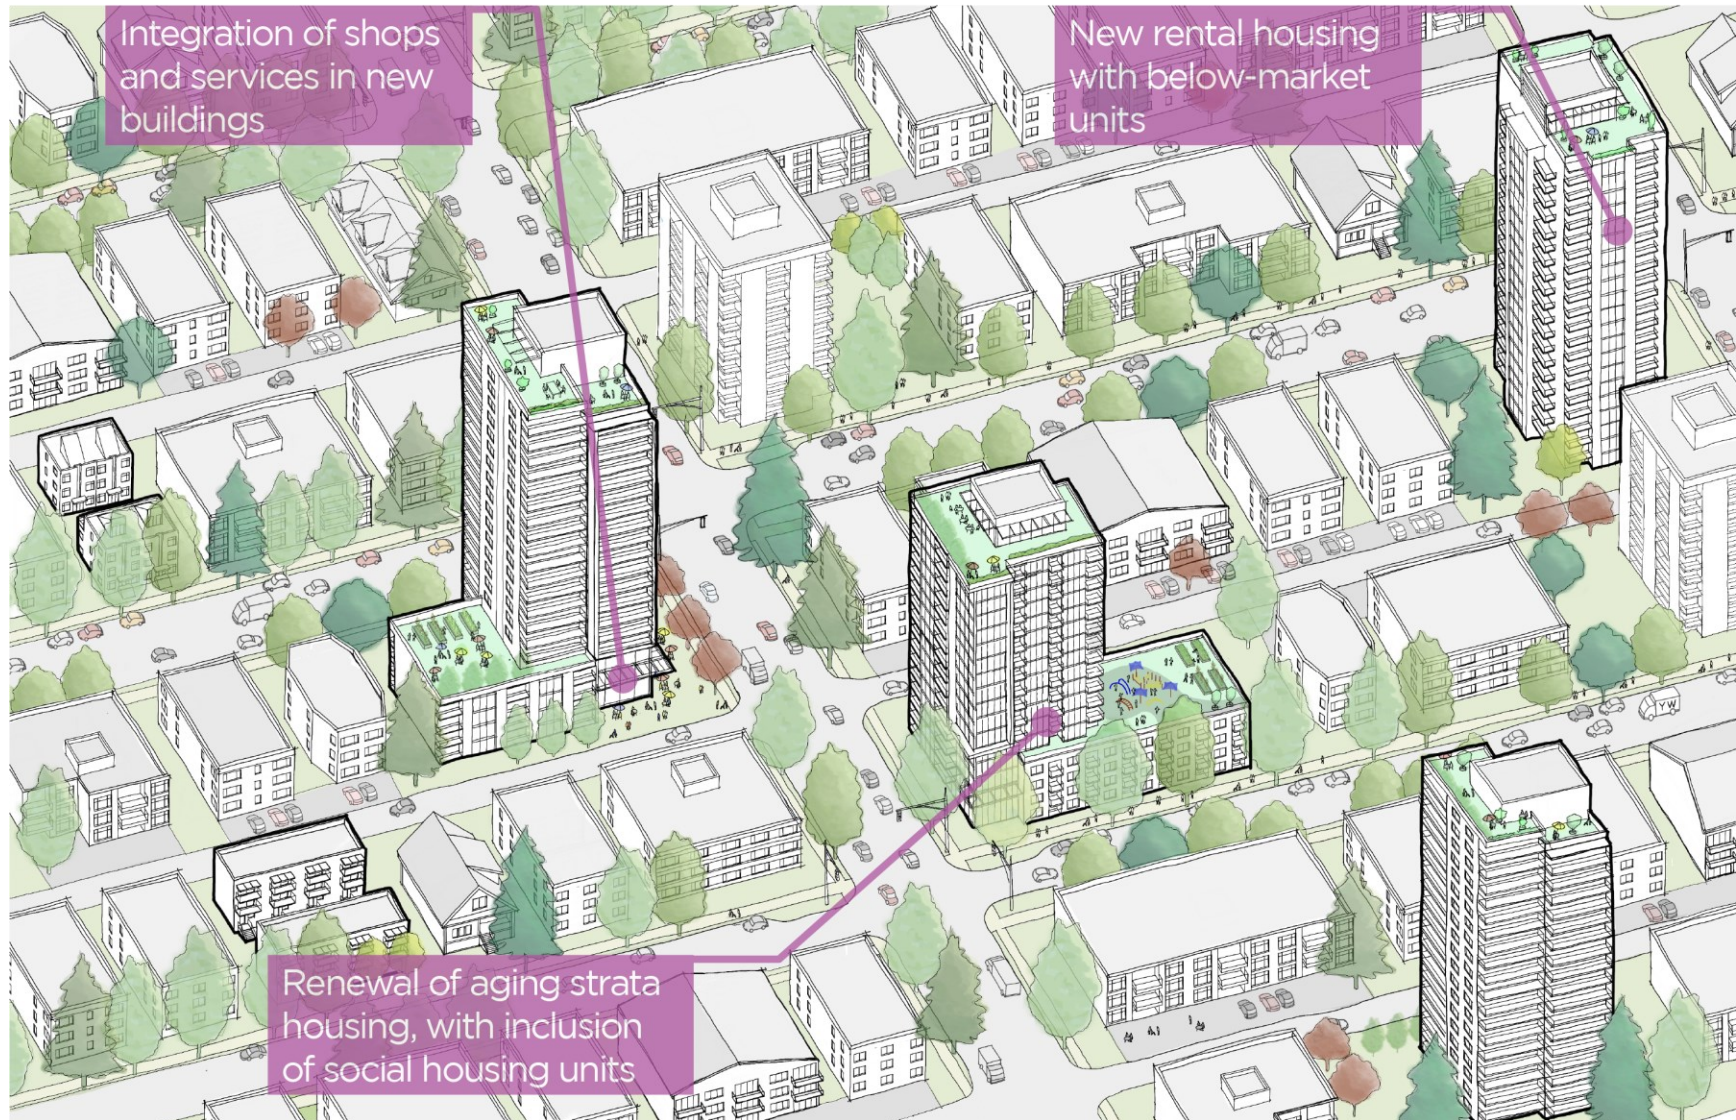 Integration of shops
and services in new
buildings
New rental housing
with below-market
units
YW
Renewal of aging strata
housing, with inclusion
of social housing units